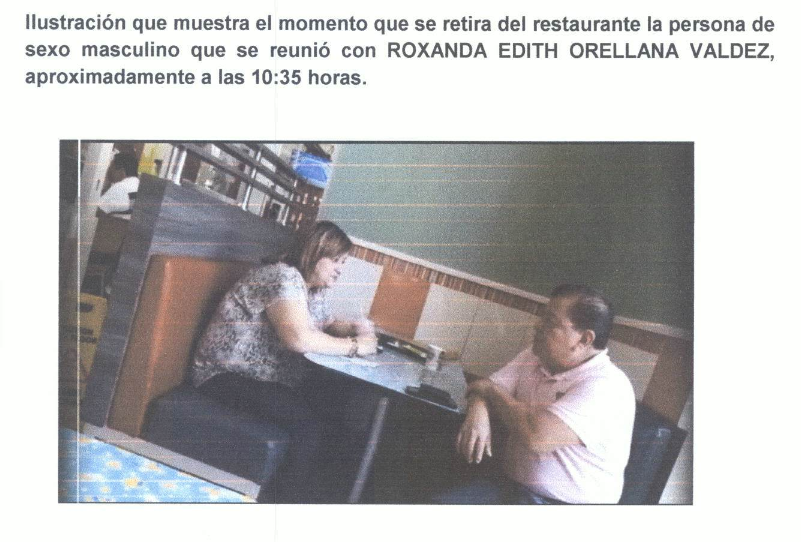 Ilustración que muestra el momento que se retira del restaurante la persona de
sexo masculino que se reunió con ROXANDA EDITH ORELLANA VALDEZ,
aproximadamente a las 10:35 horas.